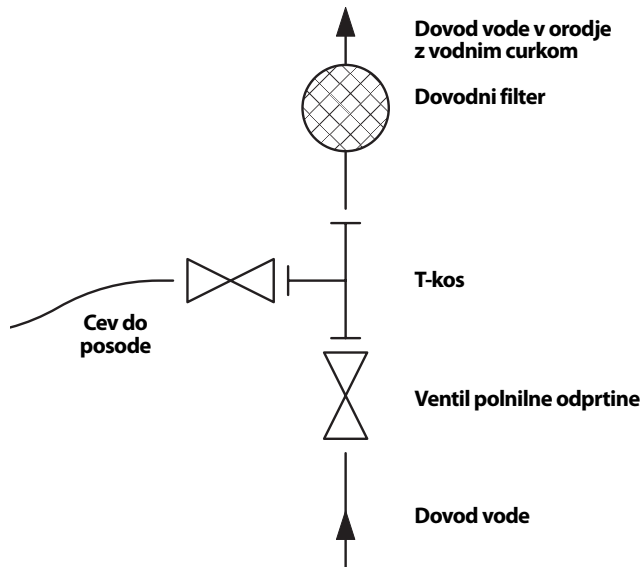 Dovod vode v orodje
z vodnim curkom
Dovodni filter
T-kos
Cev do
posode
Ventil polnilne odprtine
Dovod vode